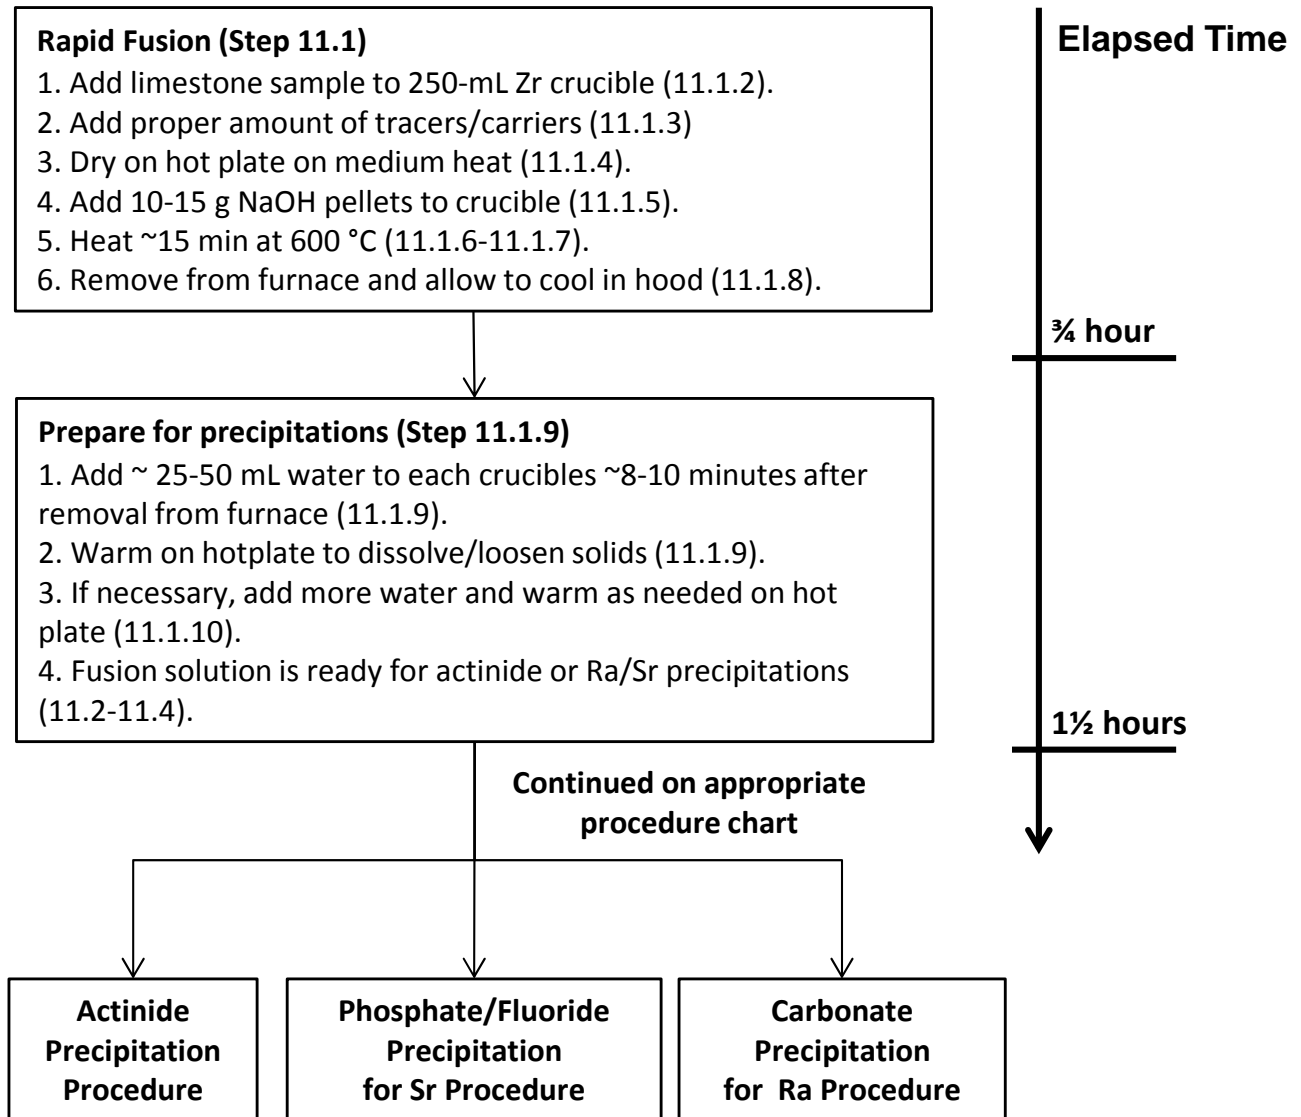 Rapid Fusion (Step 11.1)
1. Add limestone sample to 250-mL Zr crucible (11.1.2).
2. Add proper amount of tracers/carriers (11.1.3)
3. Dry on hot plate on medium heat (11.1.4).
4. Add 10-15 g NaOH pellets to crucible (11.1.5).
5. Heat ~15 min at 600 °C (11.1.6-11.1.7).
6. Remove from furnace and allow to cool in hood (11.1.8).
Elapsed Time
¾ hour
Prepare for precipitations (Step 11.1.9)
1. Add ~ 25-50 mL water to each crucibles ~8-10 minutes after
removal from furnace (11.1.9).
2. Warm on hotplate to dissolve/loosen solids (11.1.9).
3. If necessary, add more water and warm as needed on hot
plate (11.1.10).
4. Fusion solution is ready for actinide or Ra/Sr precipitations
(11.2-11.4).
1½ hours
Continued on appropriate
procedure chart
Actinide
Precipitation
Procedure
Phosphate/Fluoride
Precipitation
for Sr Procedure
Carbonate
Precipitation
for Ra Procedure